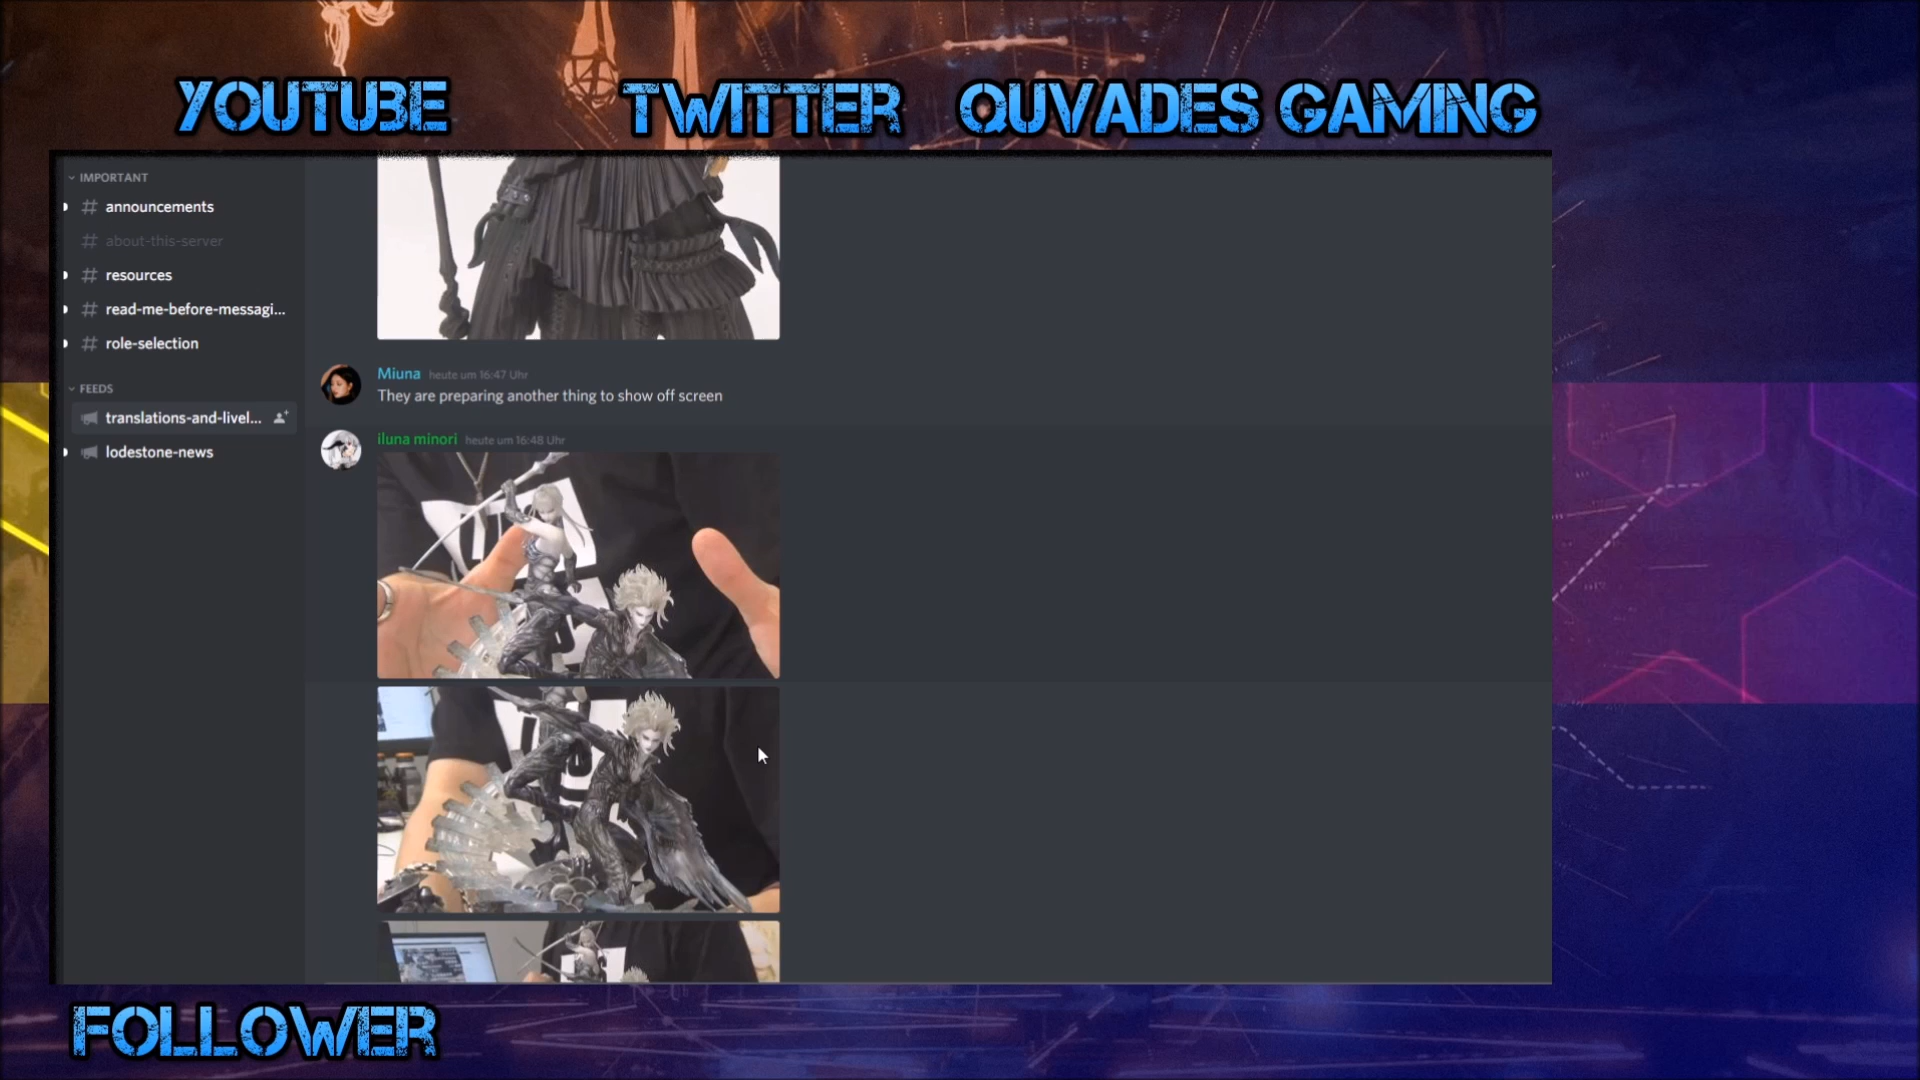 YOUTUBE
TWITTER
QUVADES GAMING
IMPORTANT
# announcements
# about-this-server
# resources
# read-me-before-messagi...
# role-selection
FEEDS
translations-and-livel...
lodestone-news
Miuna heute um 16:47 Uhr
They are preparing another thing to show off screen
iluna minori heute um 16:48 Uhr
FOLLOWER